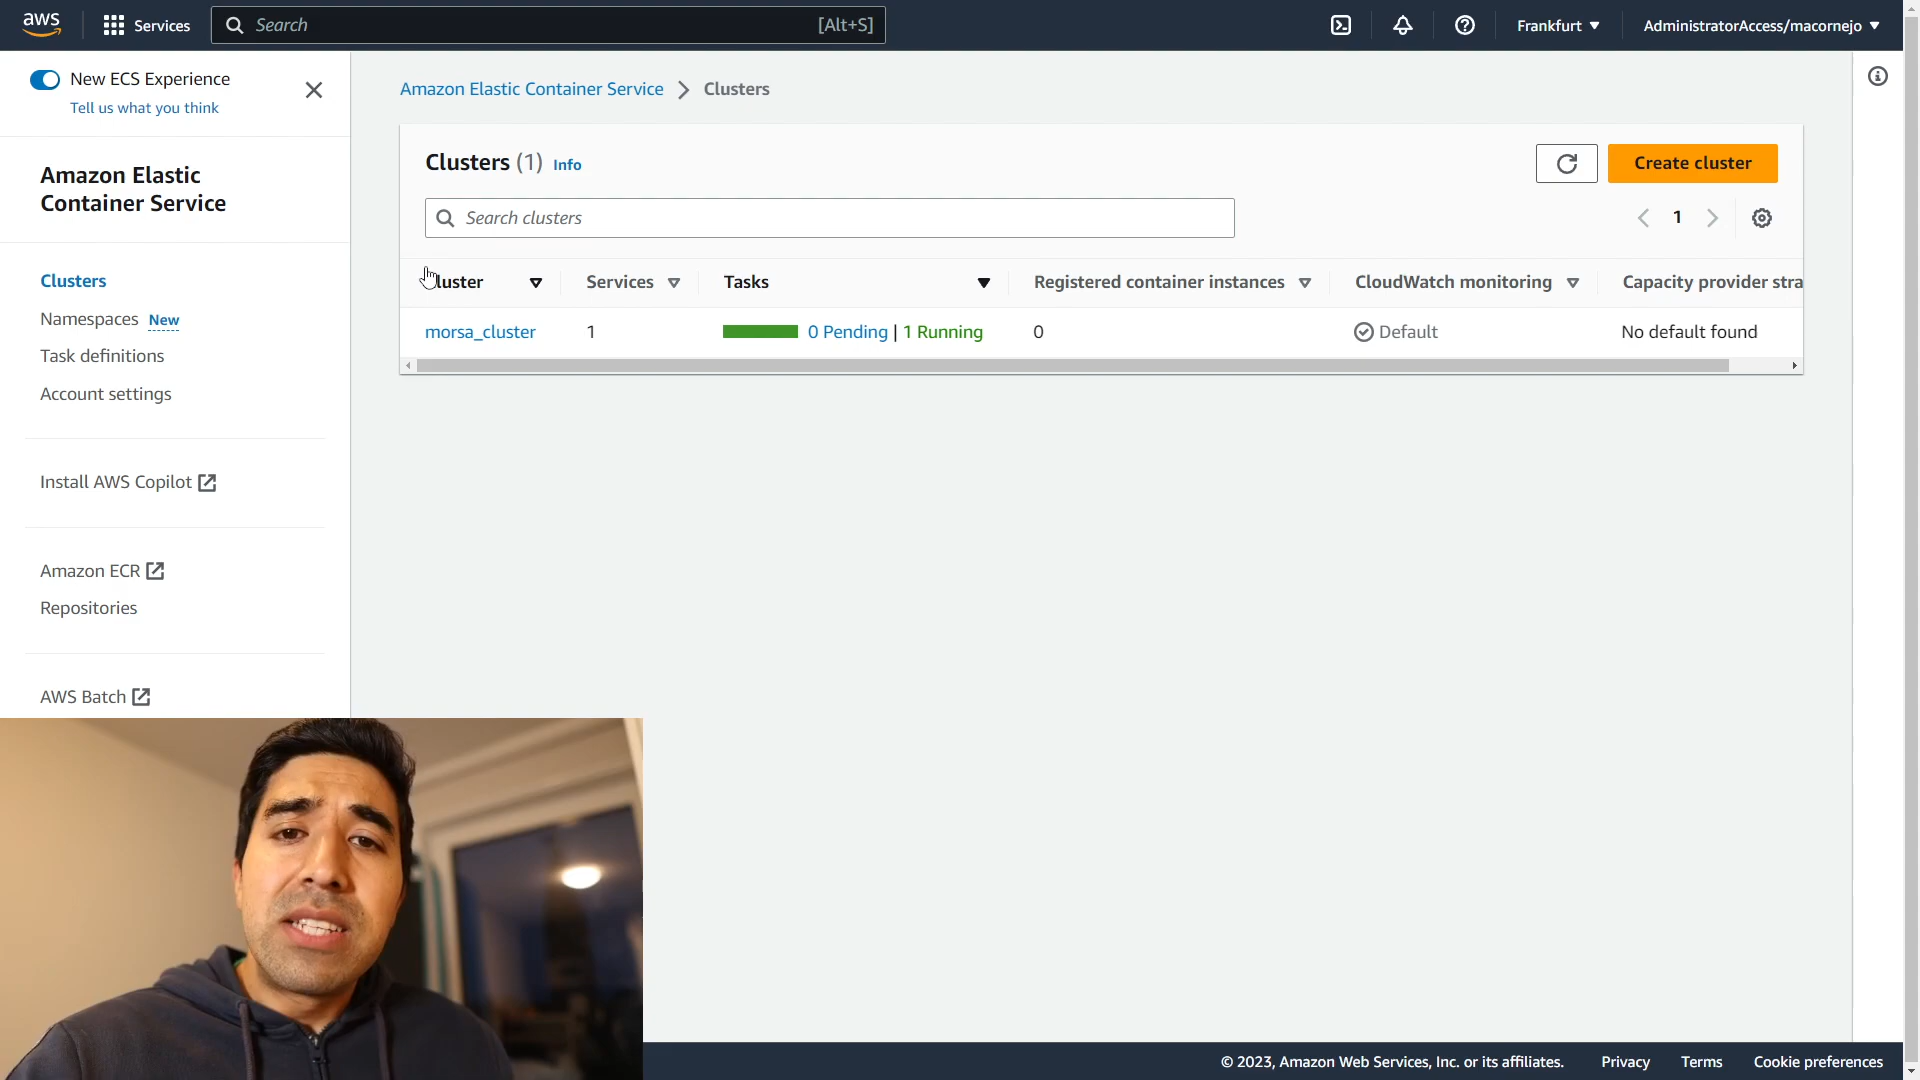 aws Services Search [Alt+S] Frankfurt AdministratorAccess/macornejo
New ECS Experience
Tell us what you think
Amazon Elastic Container Service Clusters
Amazon Elastic
Container Service
Clusters
Namespaces New
Task definitions
Account settings
Install AWS Copilot
Amazon ECR
Repositories
AWS Batch
Clusters (1) Info
Create cluster
Search clusters
1
luster Services Tasks Registered container instances CloudWatch monitoring Capacity provider stra
morsa_cluster 1 0 Pending | 1 Running 0 Default No default found
© 2023, Amazon Web Services, Inc. or its affiliates. Privacy Terms Cookie preferences